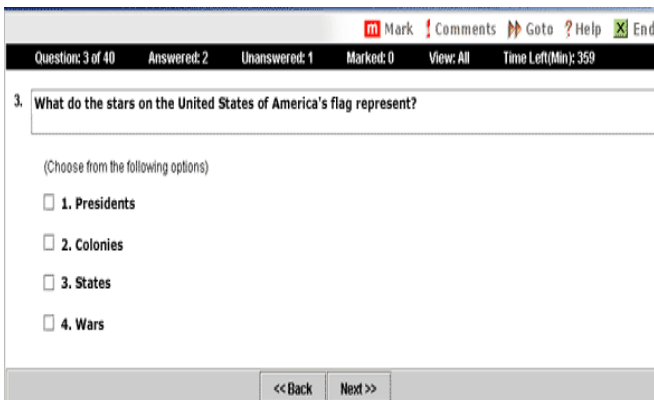 m Mark ! Comments Goto ? Help X End
Question: 3 of 40 Answered: 2 Unanswered: 1 Marked: 0 View: All Time Left(Min): 359
3. What do the stars on the United States of America's flag represent?
(Choose from the following options)
1. Presidents
2. Colonies
3. States
4. Wars
<< Back Next >>